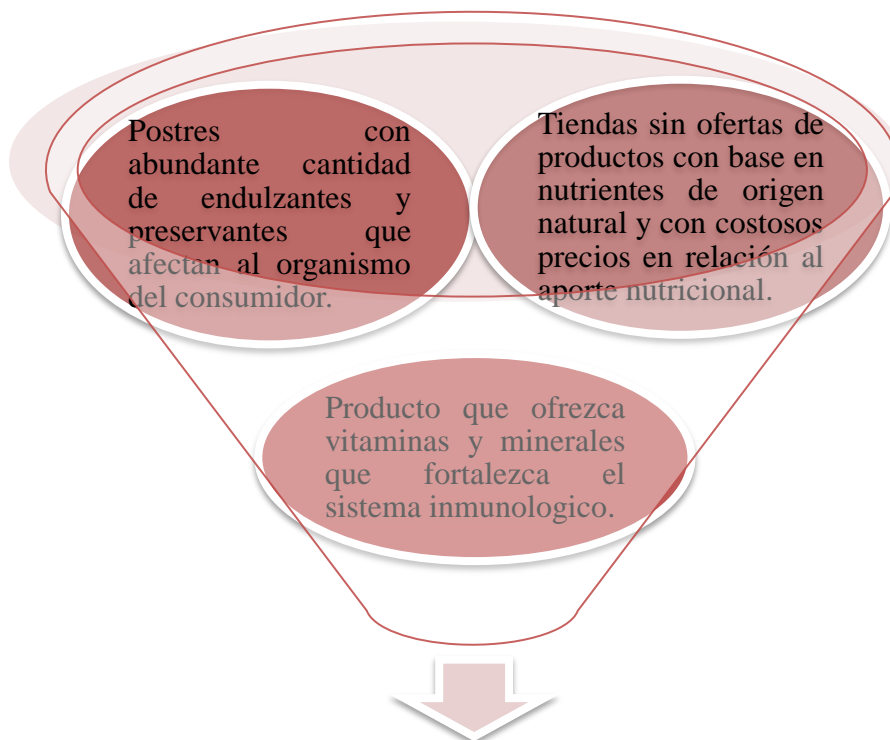 Postres con
abundante cantidad
de endulzantes y
preservantes que
afectan al organismo
del consumidor.
Tiendas sin ofertas de
productos con base en
nutrientes de origen
natural y con costosos
precios en relación al
aporte nutricional.
Producto que ofrezca
vitaminas y minerales
que fortalezca el
sistema inmunologico.